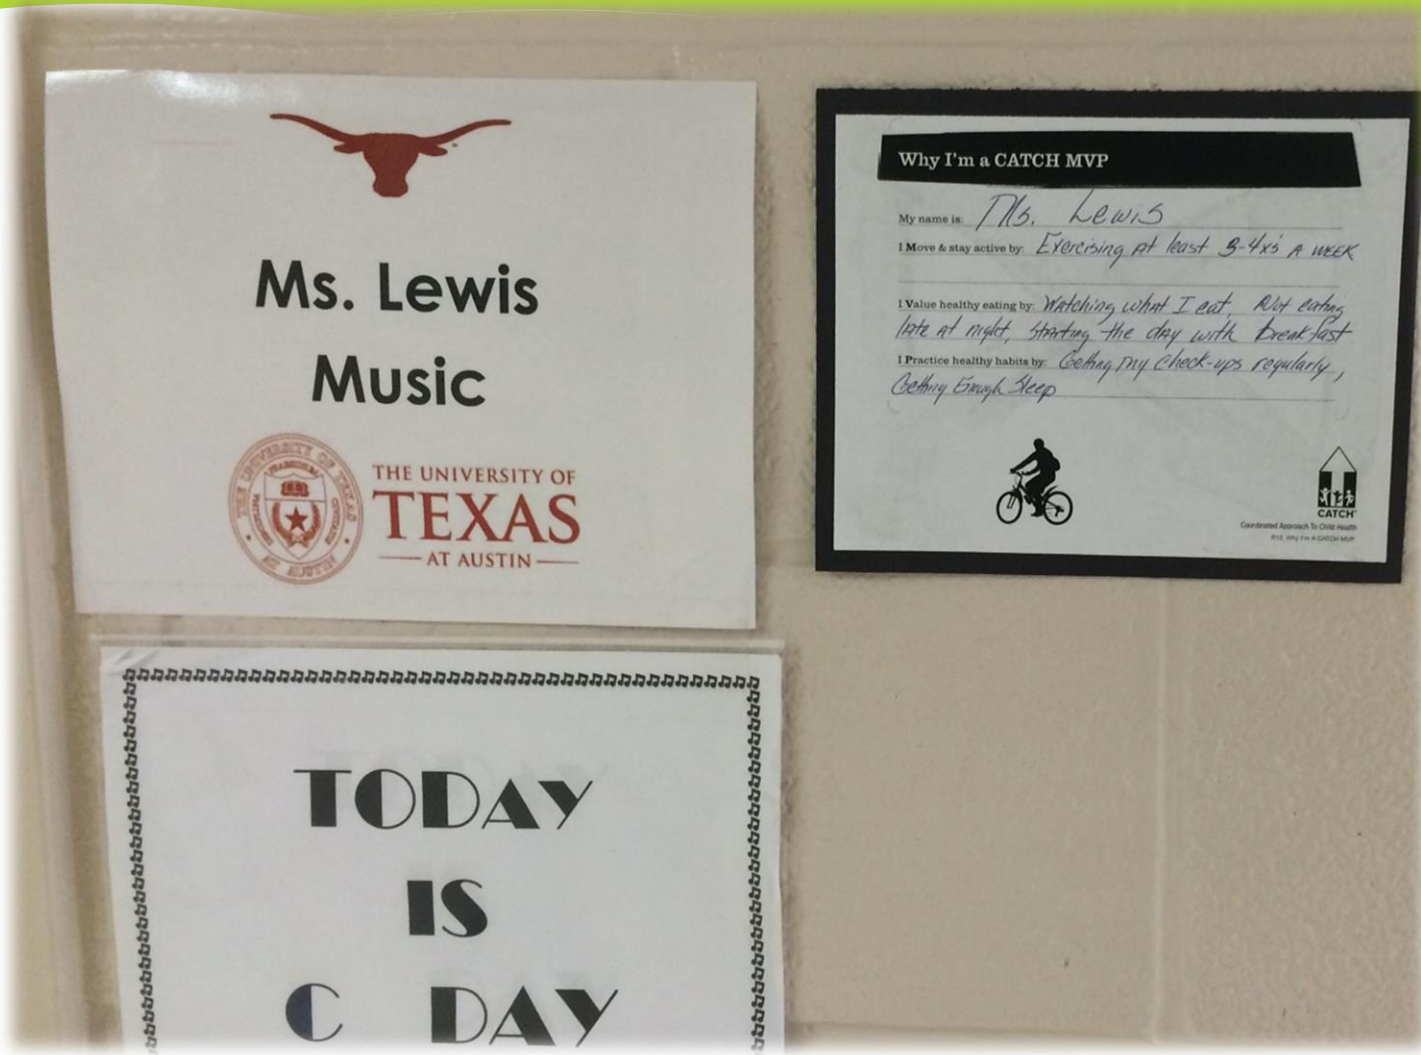 Ms. Lewis
Music
THE UNIVERSITY OF
TEXAS
AT AUSTIN
TODAY
IS
C DAY
Why I'm a CATCH MVP
My name is: Ms. Lewis
I Move & stay active by: Exercising At least 3-4x's A WEEK
I Value healthy eating by: Watching what I eat, Not eating
late at night, starting the day with breakfast
I Practice healthy habits by: Getting my check-ups regularly,
Getting Enough Sleep
CATCH
Coordinated Approach To Child Health
Why I'm A CATCH MVP